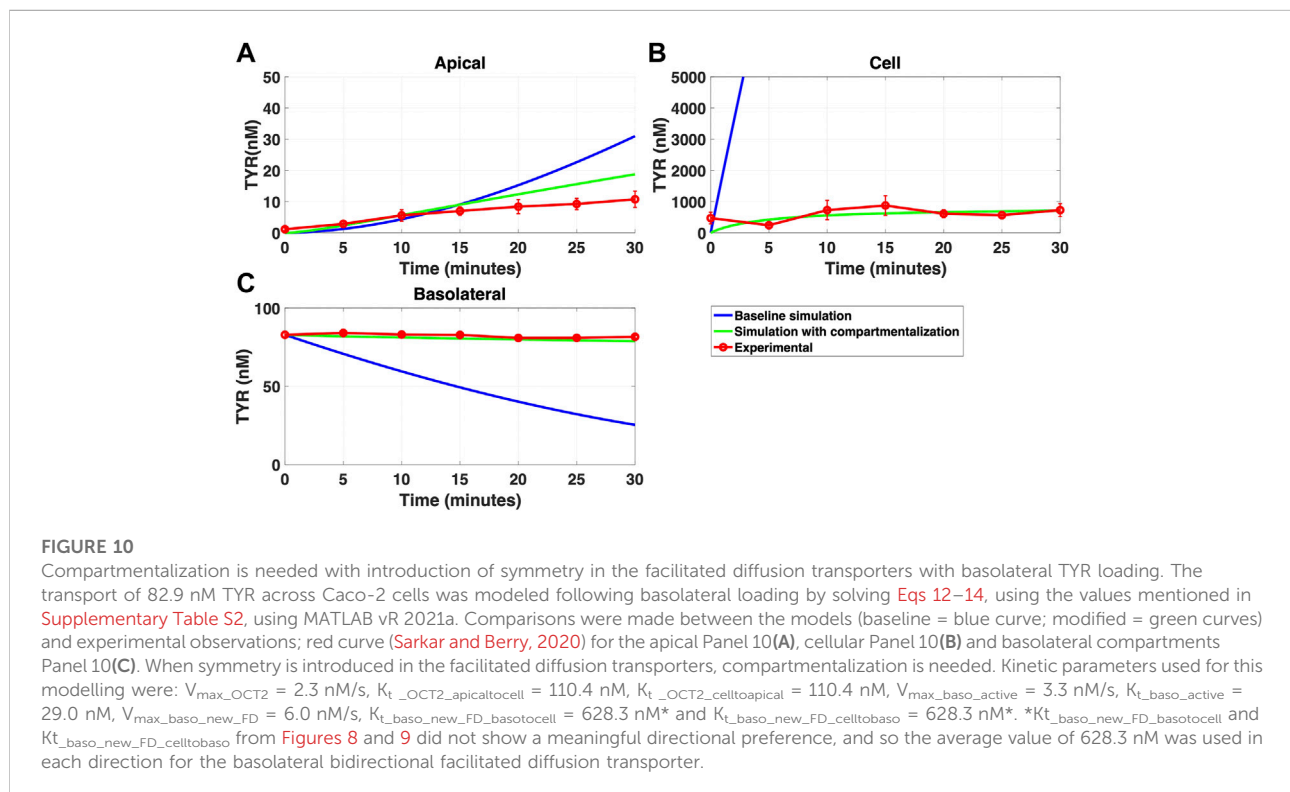 A
Apical
50
40
30
20
10
0
TYR(nM)
0 5 10 15 20 25 30
Time (minutes)
B
Cell
5000
4000
3000
2000
1000
0
TYR (nM)
0 5 10 15 20 25 30
Time (minutes)
C
Basolateral
100
50
0
TYR (nM)
0 5 10 15 20 25 30
Time (minutes)
Baseline simulation
Simulation with compartmentalization
Experimental
FIGURE 10
Compartmentalization is needed with introduction of symmetry in the facilitated diffusion transporters with basolateral TYR loading. The
transport of 82.9 nM TYR across Caco-2 cells was modeled following basolateral loading by solving Eqs 12–14, using the values mentioned in
Supplementary Table S2, using MATLAB vR 2021a. Comparisons were made between the models (baseline = blue curve; modified = green curves)
and experimental observations; red curve (Sarkar and Berry, 2020) for the apical Panel 10(A), cellular Panel 10(B) and basolateral compartments
Panel 10(C). When symmetry is introduced in the facilitated diffusion transporters, compartmentalization is needed. Kinetic parameters used for this
modelling were: Vmax_OCT2 = 2.3 nM/s, Kt _OCT2_apicaltocell = 110.4 nM, Kt _OCT2_celltoapical = 110.4 nM, Vmax_baso_active = 3.3 nM/s, Kt_baso_active =
29.0 nM, Vmax_baso_new_FD = 6.0 nM/s, Kt_baso_new_FD_basotocell = 628.3 nM* and Kt_baso_new_FD_celltobaso = 628.3 nM*. *Kt_baso_new_FD_basotocell and
Kt_baso_new_FD_celltobaso from Figures 8 and 9 did not show a meaningful directional preference, and so the average value of 628.3 nM was used in
each direction for the basolateral bidirectional facilitated diffusion transporter.